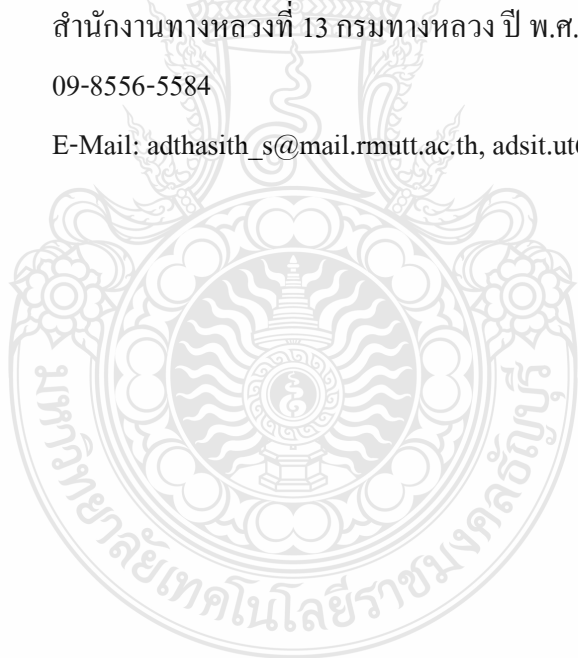 สำนักงานทางหลวงที่ 13 กรมทางหลวง ปี พ.ศ.
09-8556-5584
E-Mail: adthasith_s@mail.rmutt.ac.th, adsit.ut
มหาวิทยาลัยเทคโนโลยีราชมงคลธัญบุรี